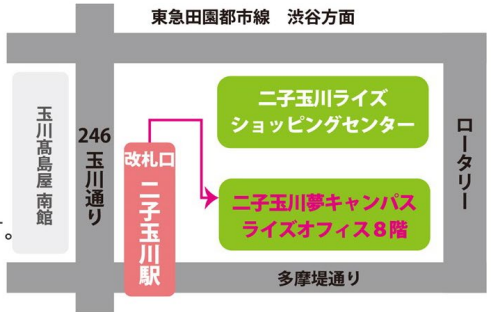 東急田園都市線　渋谷方面
二子玉川ライズ
ショッピングセンター
玉川髙島屋 南館
246
玉川通り
改札口
二子玉川駅
二子玉川夢キャンパス
ライズオフィス８階
ロータリー
多摩堤通り
。